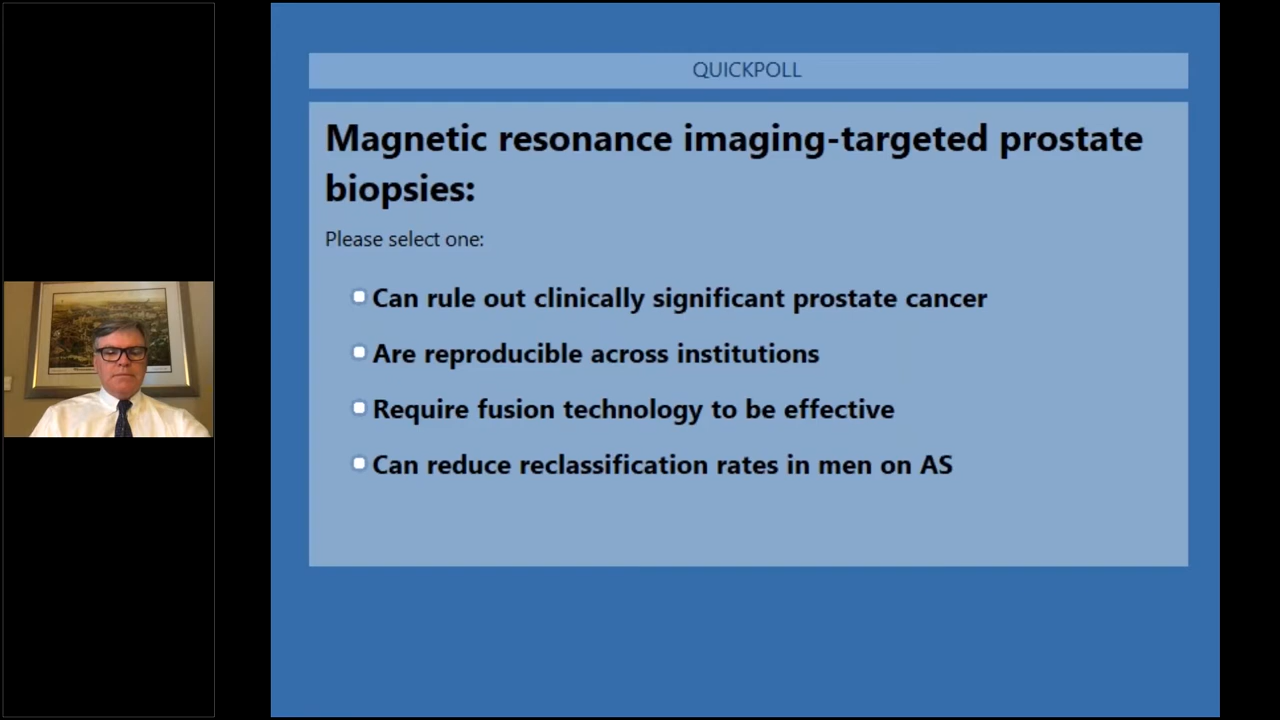 QUICKPOLL
Magnetic resonance imaging-targeted prostate
biopsies:
Please select one:
Can rule out clinically significant prostate cancer
Are reproducible across institutions
Require fusion technology to be effective
Can reduce reclassification rates in men on AS